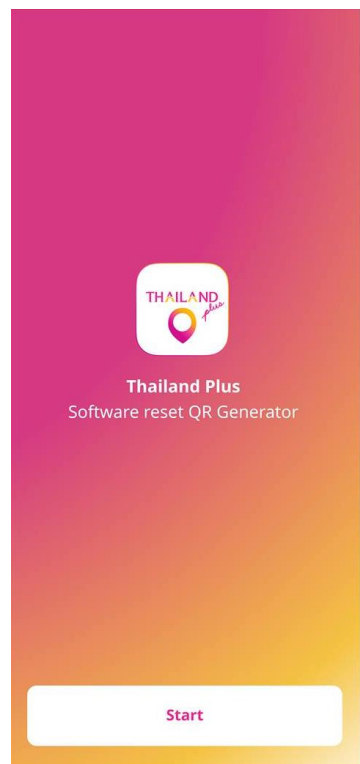 THAILAND
plus
Thailand Plus
Software reset QR Generator
Start